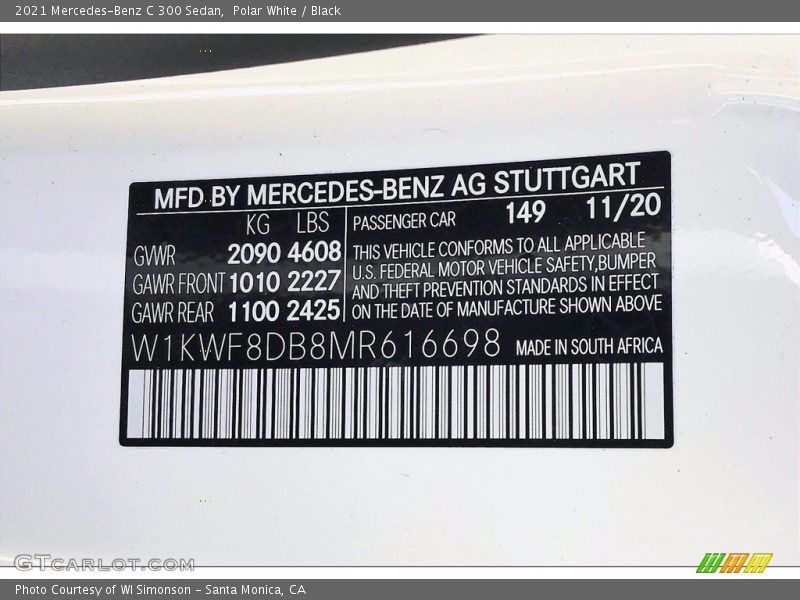 2021 Mercedes-Benz C 300 Sedan, Polar White / Black
MFD BY MERCEDES-BENZ AG STUTTGART
KG LBS PASSENGER CAR 149 11/20
GWWR 2090 4608
GAWR FRONT 1010 2227
GAWR REAR 1100 2425
THIS VEHICLE CONFORMS TO ALL APPLICABLE
U.S. FEDERAL MOTOR VEHICLE SAFETY,BUMPER
AND THEFT PREVENTION STANDARDS IN EFFECT
ON THE DATE OF MANUFACTURE SHOWN ABOVE
W1KWF8DB8MR616698 MADE IN SOUTH AFRICA
GTCARLOT.COM
Photo Courtesy of WI Simonson - Santa Monica, CA